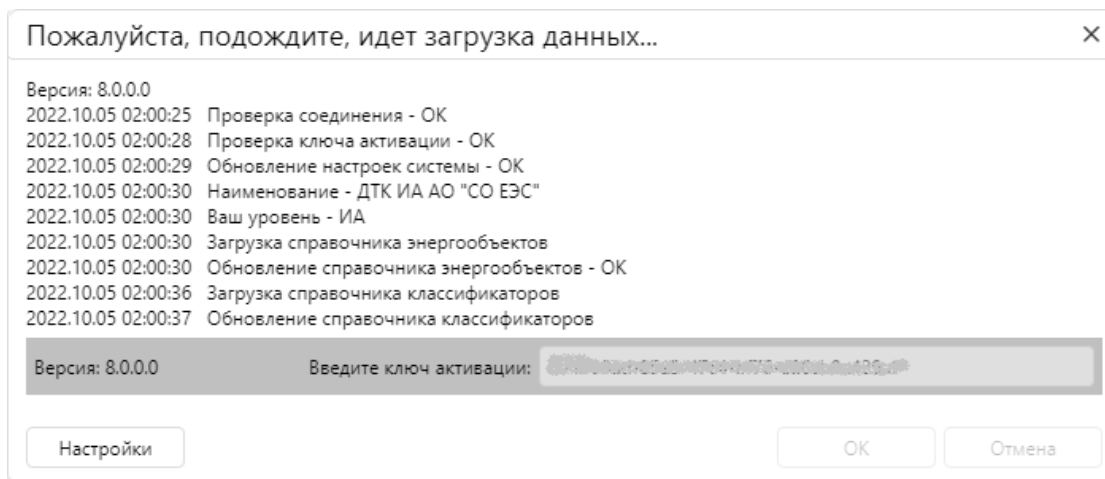 Пожалуйста, подождите, идет загрузка данных...
Версия: 8.0.0.0
2022.10.05 02:00:25 Проверка соединения - OK
2022.10.05 02:00:28 Проверка ключа активации - OK
2022.10.05 02:00:29 Обновление настроек системы - OK
2022.10.05 02:00:30 Наименование - ДТК ИА АО "СО ЕЭС"
2022.10.05 02:00:30 Ваш уровень - ИА
2022.10.05 02:00:30 Загрузка справочника энергообъектов
2022.10.05 02:00:30 Обновление справочника энергообъектов - OK
2022.10.05 02:00:36 Загрузка справочника классификаторов
2022.10.05 02:00:37 Обновление справочника классификаторов
Версия: 8.0.0.0 Введите ключ активации:
Настройки OK Отмена